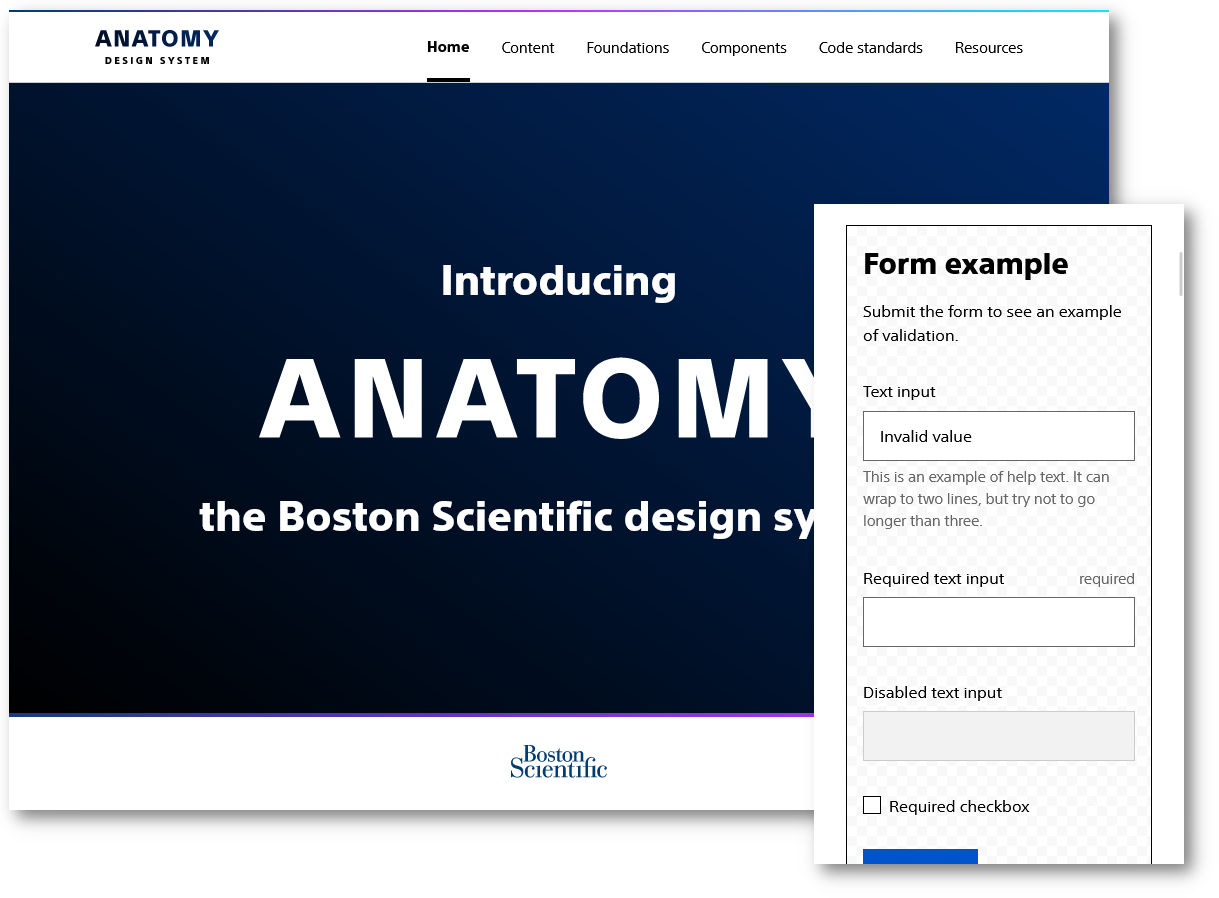 ANATOMY
DESIGN SYSTEM
Home Content Foundations Components Code standards Resources
Introducing
ANATOMY
the Boston Scientific design sy
Boston
Scientific
Form example
Submit the form to see an example
of validation.
Text input
Invalid value
This is an example of help text. It can
wrap to two lines, but try not to go
longer than three.
Required text input required
Disabled text input
Required checkbox